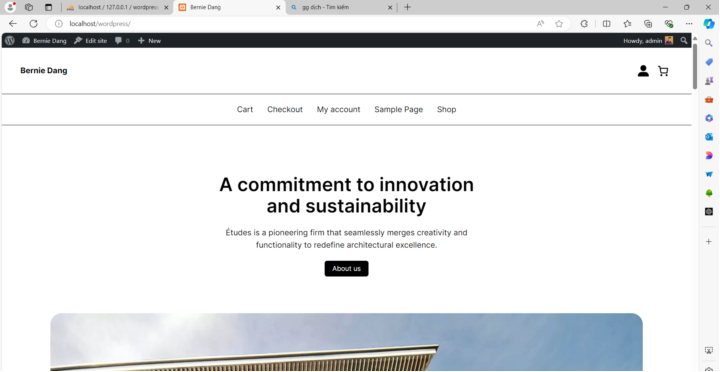 localhost / 127.0.0.1 / wordpress
Bernie Dang
gg dịch - Tìm kiếm
localhost/wordpress/
Bernie Dang
Edit site
0
New
Howdy, admin
Bernie Dang
Cart
Checkout
My account
Sample Page
Shop
A commitment to innovation
and sustainability
Études is a pioneering firm that seamlessly merges creativity and
functionality to redefine architectural excellence.
About us